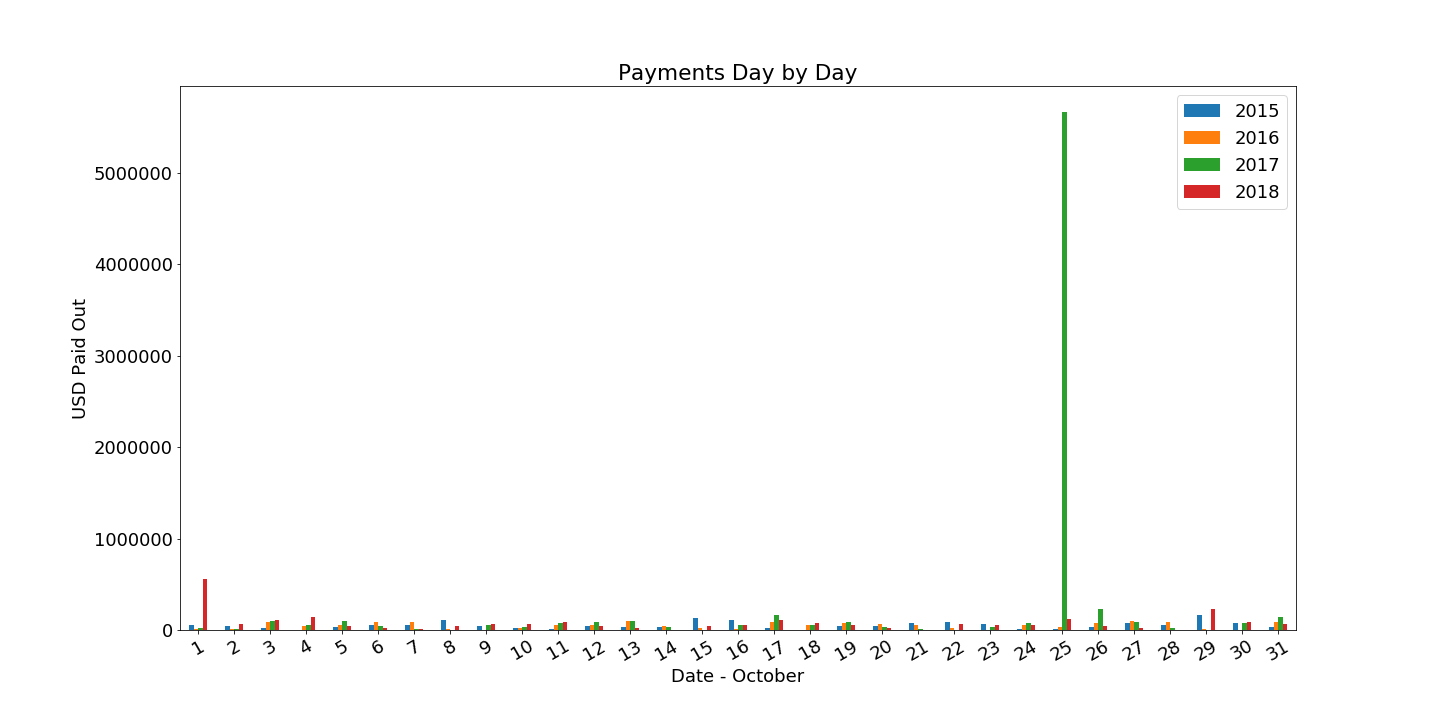 Payments Day by Day
2015
2016
2017
2018
5000000
4000000
3000000
2000000
1000000
0
USD Paid Out
1 2 3 4 5 6 7 8 9 10 11 12 13 14 15 16 17 18 19 20 21 22 23 24 25 26 27 28 29 30 31
Date - October